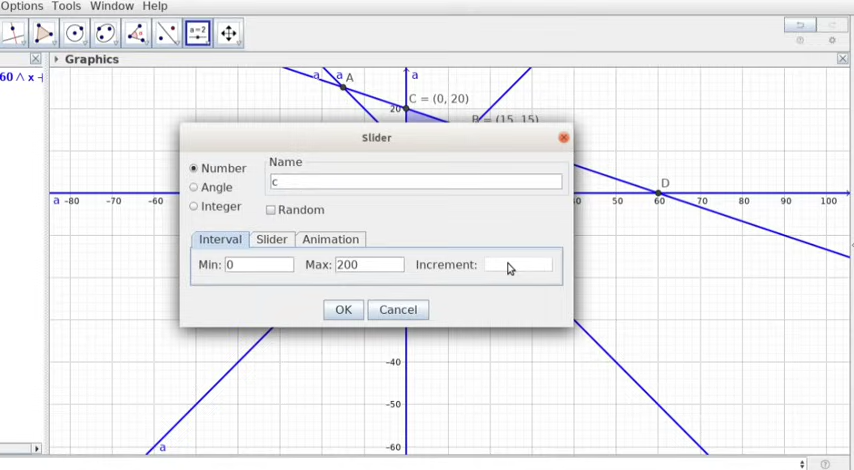 Options Tools Window Help
a=2
Graphics
60 ∧ x
a a A a
C = (0, 20)
20
B = (15, 15)
Slider
Number
Angle
Integer
Name
c
Random
Interval Slider Animation
Min: 0 Max: 200 Increment:
OK Cancel
D
a -80 -70 -60 50 60 70 80 90 100
-40
-50
-60
a